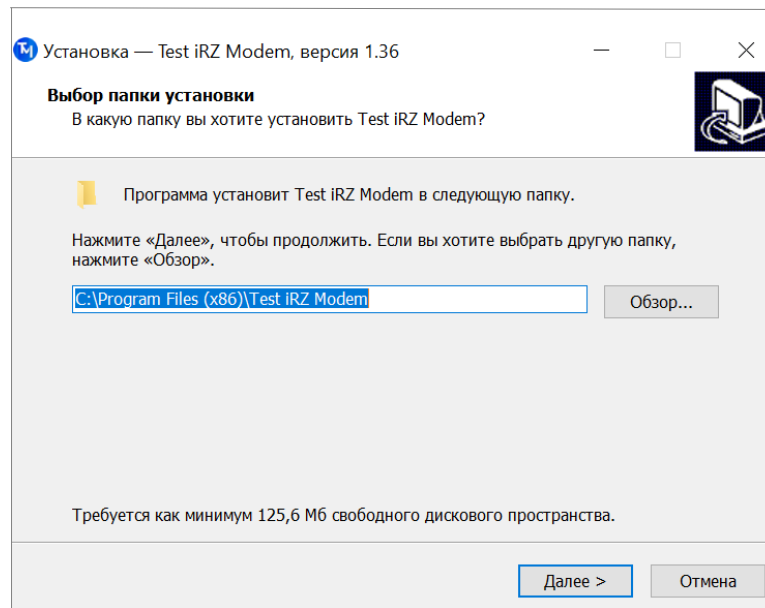 Установка — Test iRZ Modem, версия 1.36
Выбор папки установки
В какую папку вы хотите установить Test iRZ Modem?
Программа установит Test iRZ Modem в следующую папку.
Нажмите «Далее», чтобы продолжить. Если вы хотите выбрать другую папку,
нажмите «Обзор».
C:\Program Files (x86)\Test iRZ Modem
Обзор...
Требуется как минимум 125,6 Мб свободного дискового пространства.
Далее >
Отмена